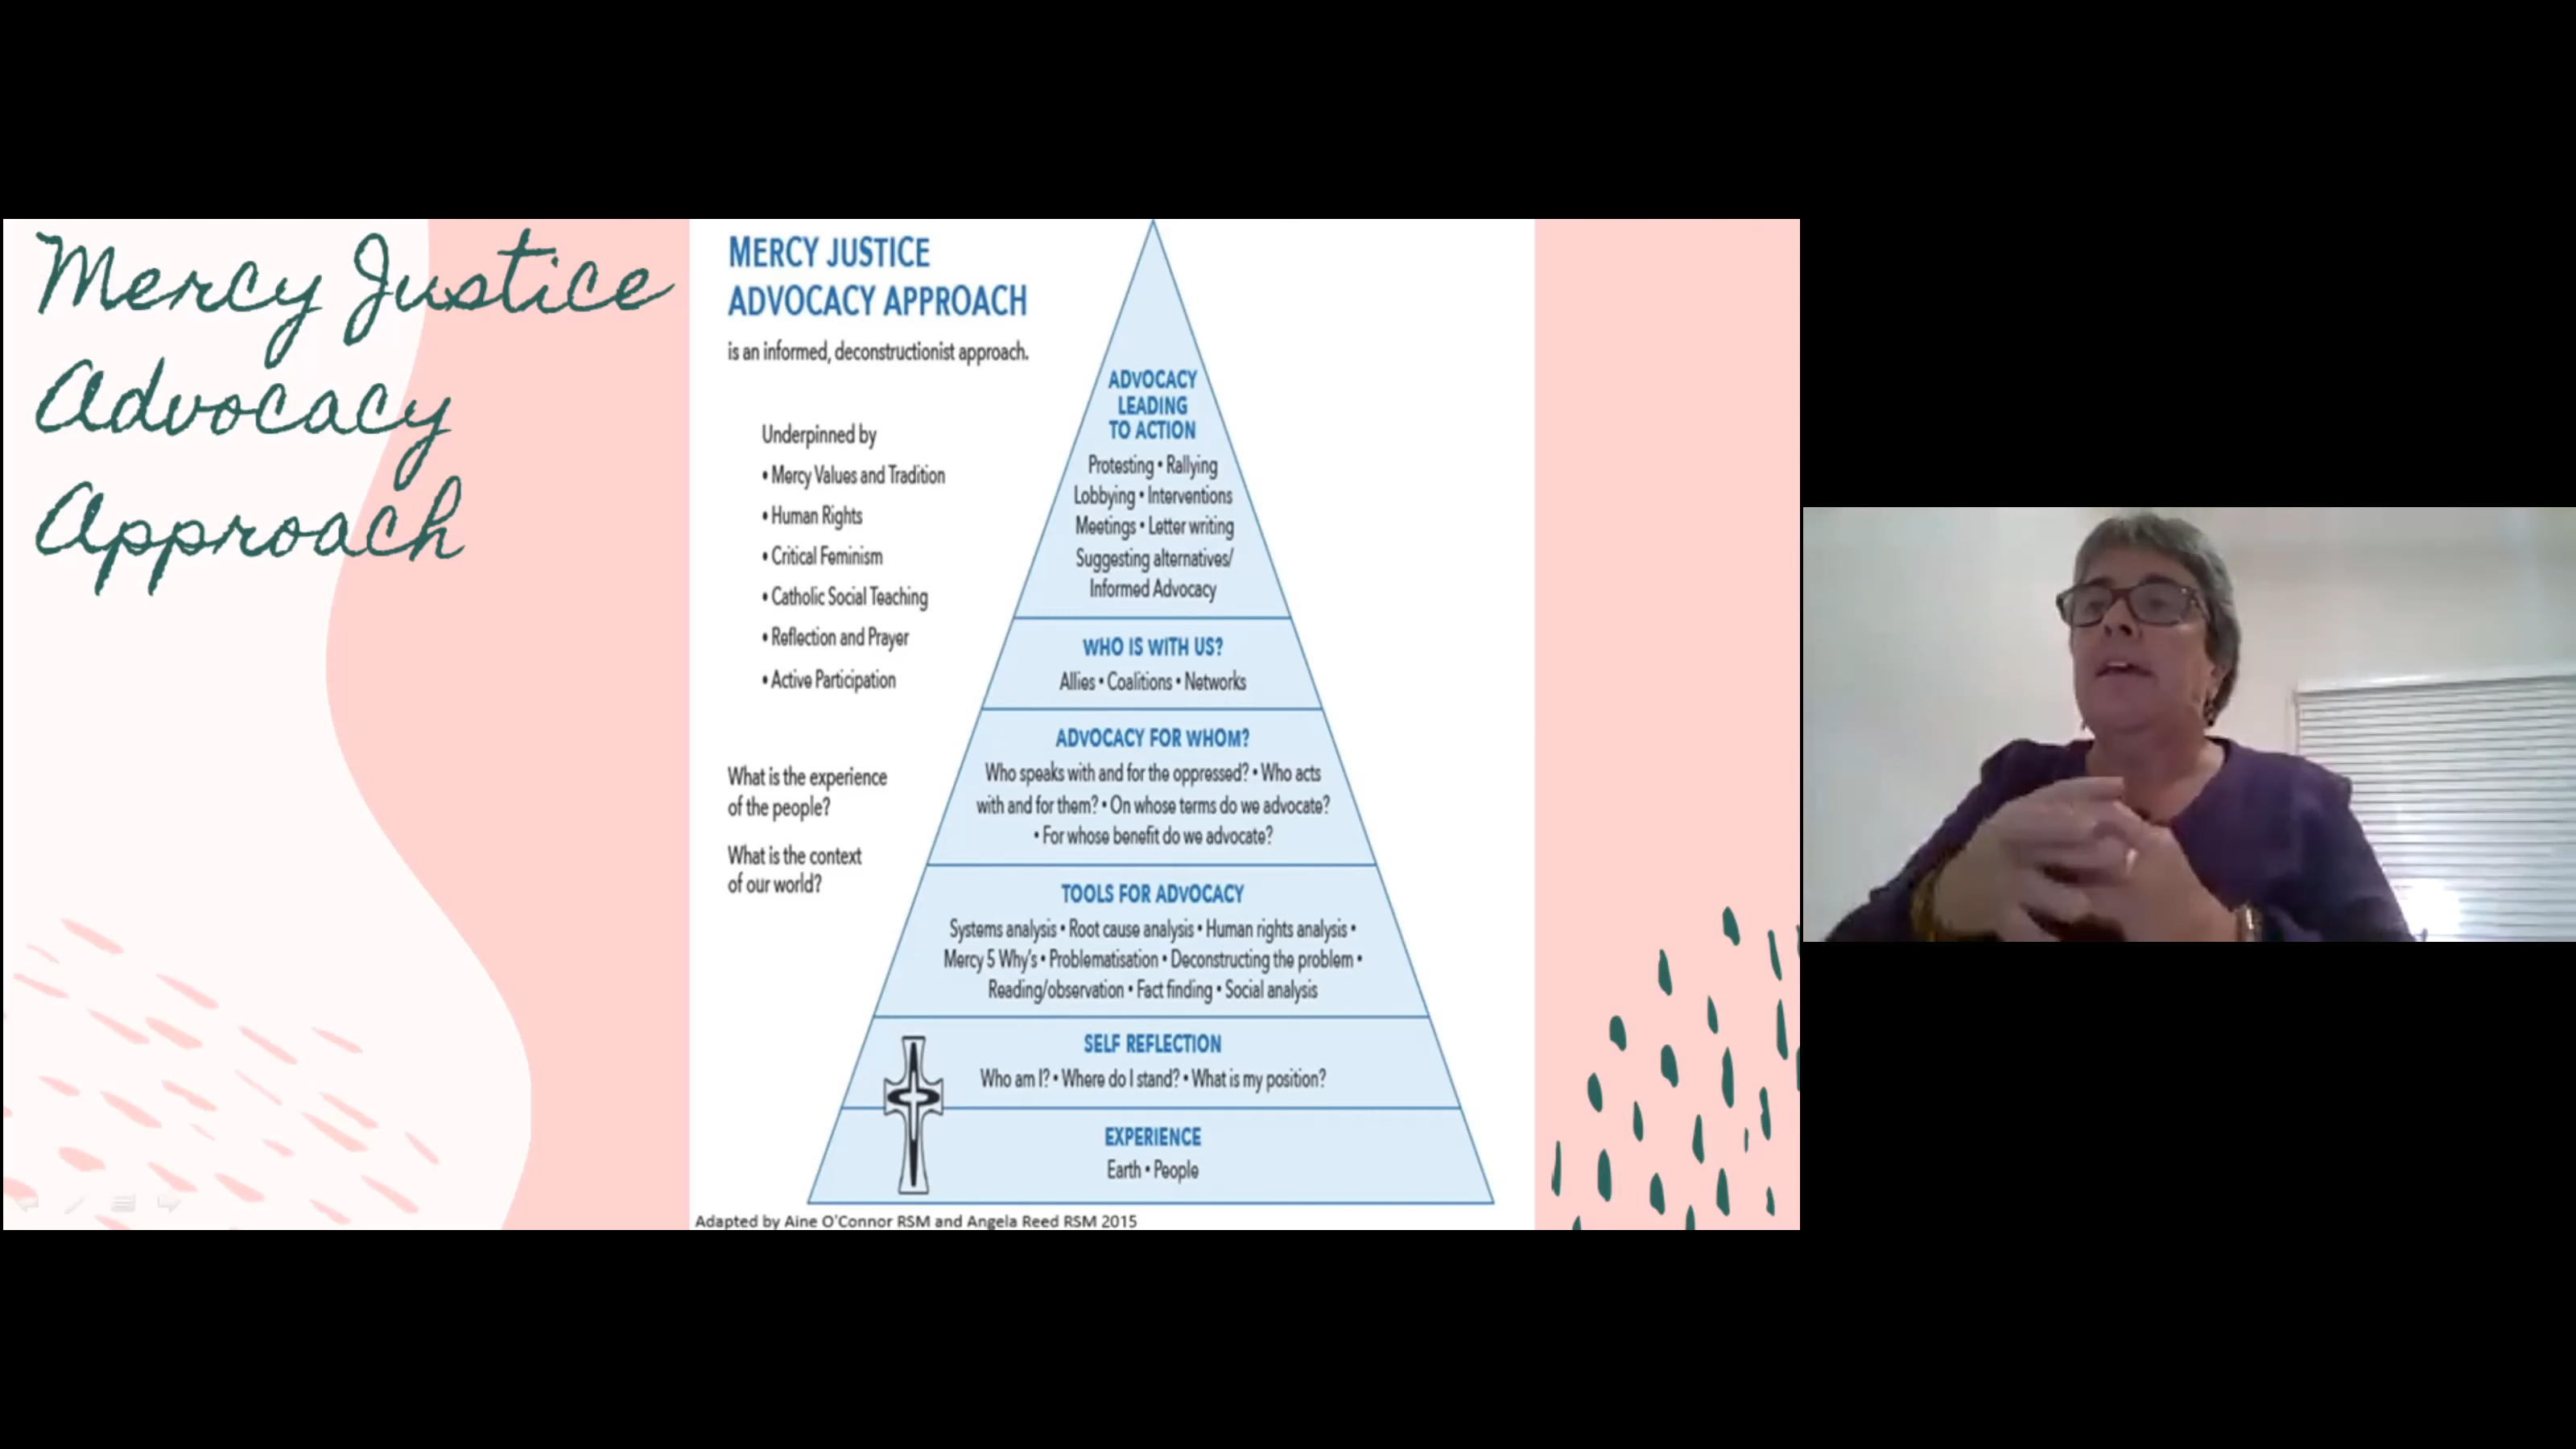 Mercy Justice
Advocacy
Approach
MERCY JUSTICE
ADVOCACY APPROACH
is an informed, deconstructionist approach.
Underpinned by
• Mercy Values and Tradition
• Human Rights
• Critical Feminism
• Catholic Social Teaching
• Reflection and Prayer
• Active Participation
What is the experience
of the people?
What is the context
of our world?
ADVOCACY
LEADING
TO ACTION
Protesting • Rallying
Lobbying • Interventions
Meetings • Letter writing
Suggesting alternatives/
Informed Advocacy
WHO IS WITH US?
Allies • Coalitions • Networks
ADVOCACY FOR WHOM?
Who speaks with and for the oppressed? • Who acts
with and for them? • On whose terms do we advocate?
• For whose benefit do we advocate?
TOOLS FOR ADVOCACY
Systems analysis • Root cause analysis • Human rights analysis •
Mercy 5 Why's • Problematisation • Deconstructing the problem •
Reading/observation • Fact finding • Social analysis
SELF REFLECTION
Who am I? • Where do I stand? • What is my position?
EXPERIENCE
Earth • People
Adapted by Aine O'Connor RSM and Angela Reed RSM 2015